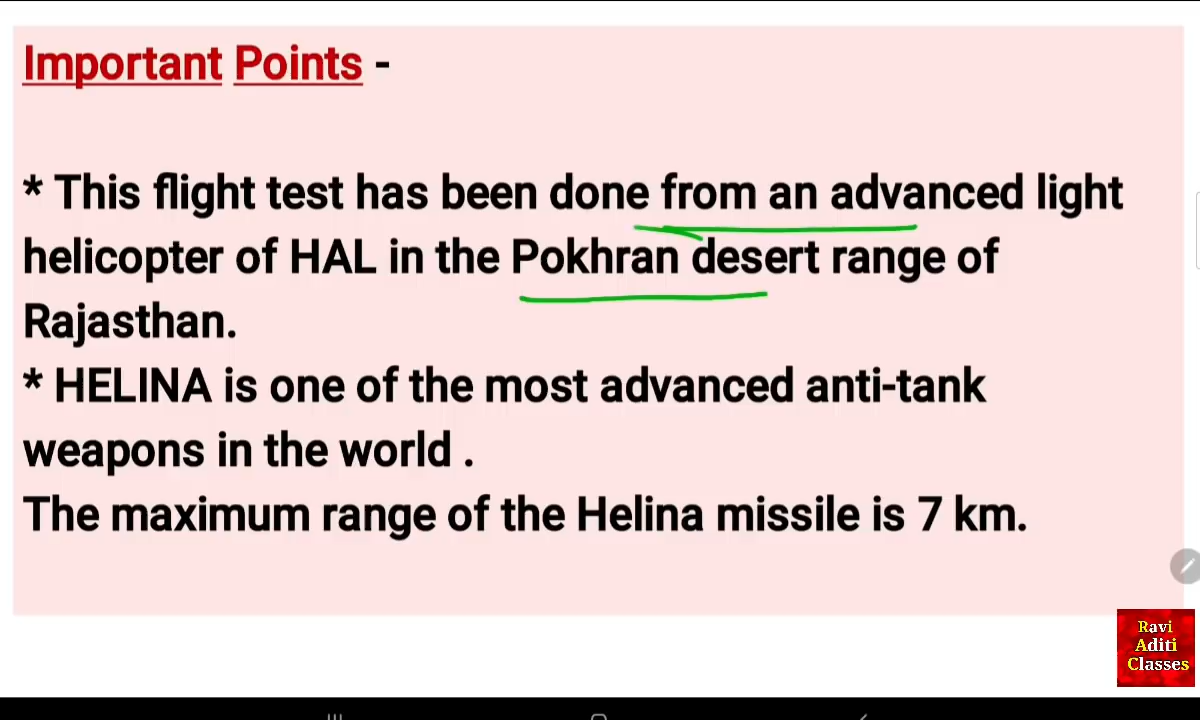 Important Points -
* This flight test has been done from an advanced light
helicopter of HAL in the Pokhran desert range of
Rajasthan.
* HELINA is one of the most advanced anti-tank
weapons in the world .
The maximum range of the Helina missile is 7 km.
Ravi
Aditi
Classes